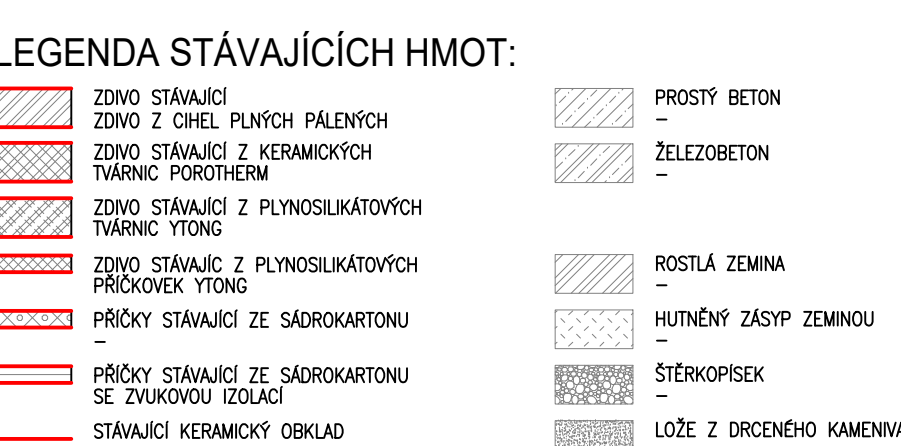 LEGENDA STÁVAJÍCÍCH HMOT:
ZDIVO STÁVAJÍCÍ
ZDIVO Z CIHEL PLNÝCH PÁLENÝCH
ZDIVO STÁVAJÍCÍ Z KERAMICKÝCH
TVÁRNIC POROTHERM
ZDIVO STÁVAJÍCÍ Z PLYNOSILIKÁTOVÝCH
TVÁRNIC YTONG
ZDIVO STÁVAJÍC Z PLYNOSILIKÁTOVÝCH
PŘÍČKOVEK YTONG
PŘÍČKY STÁVAJÍCÍ ZE SÁDROKARTONU
–
PŘÍČKY STÁVAJÍCÍ ZE SÁDROKARTONU
SE ZVUKOVOU IZOLACÍ
STÁVAJÍCÍ KERAMICKÝ OBKLAD
PROSTÝ BETON
–
ŽELEZOBETON
–
ROSTLÁ ZEMINA
–
HUTNĚNÝ ZÁSYP ZEMINOU
–
ŠTĚRKOPÍSEK
–
LOŽE Z DRCENÉHO KAMENIVA